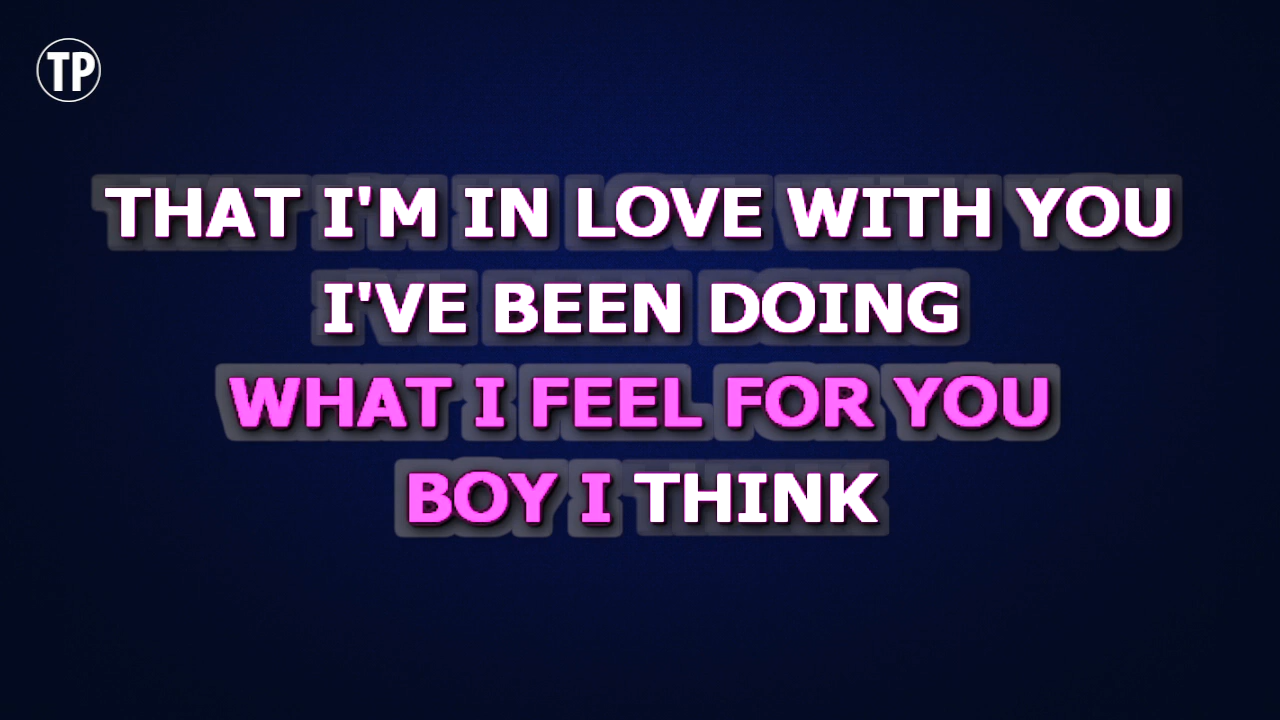 TP
THAT I'M IN LOVE WITH YOU
I'VE BEEN DOING
WHAT I FEEL FOR YOU
BOY I THINK